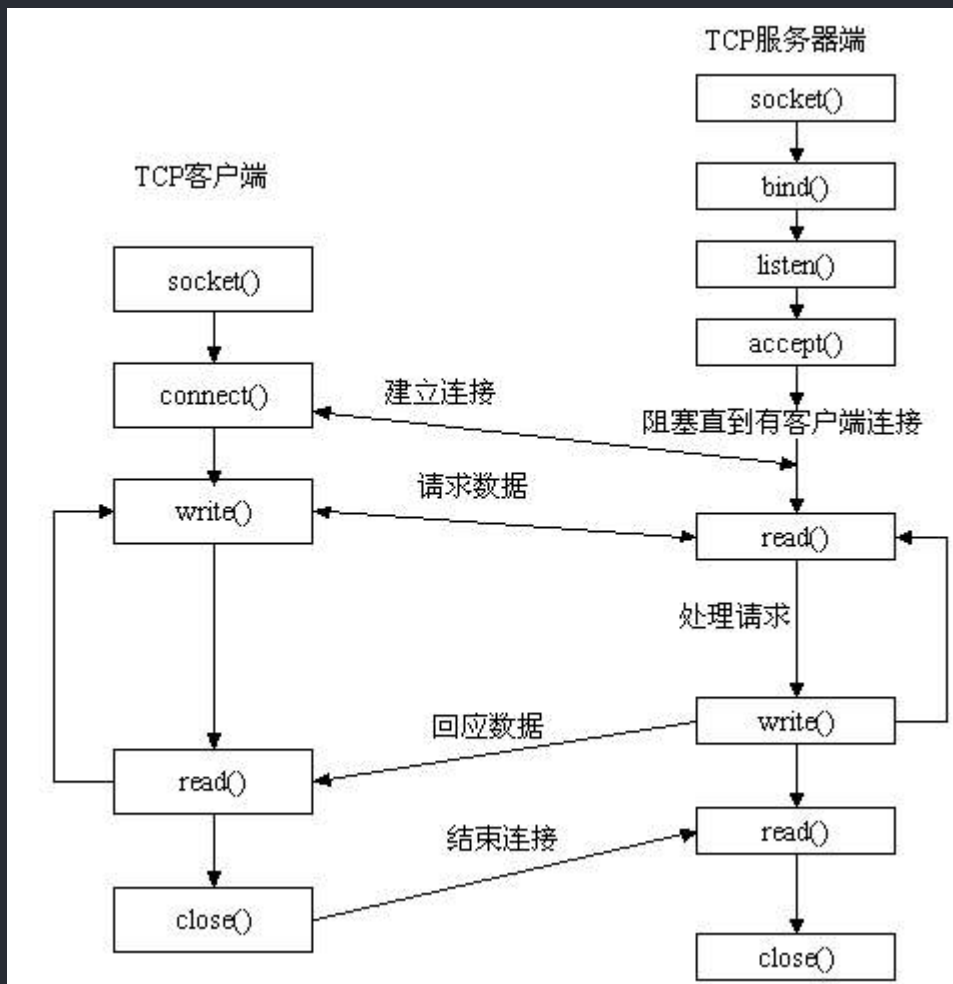 TCP服务器端
socket()
bind()
TCP客户端
listen()
socket()
accept()
connect()
建立连接
阻塞直到有客户端连接
请求数据
write()
read()
处理请求
回应数据
write()
read()
结束连接
read()
close()
close()